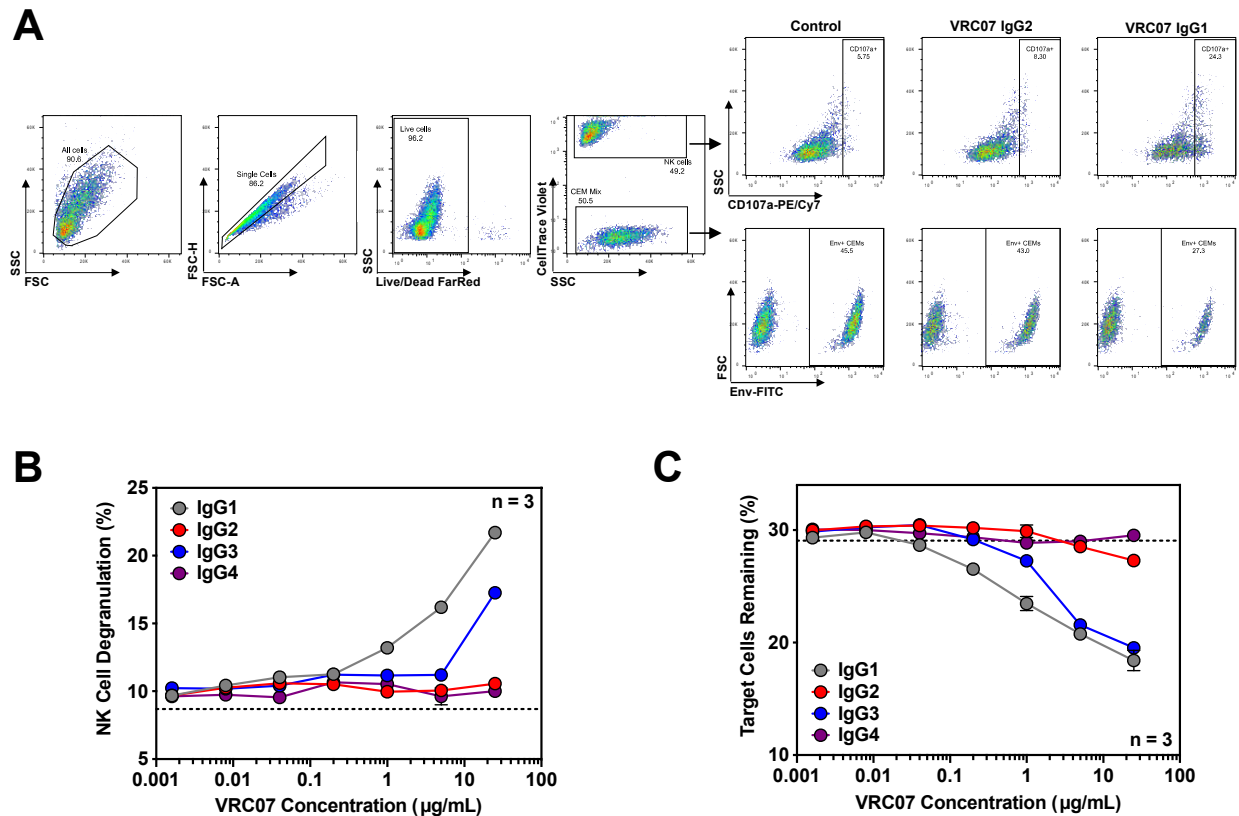 A
Control
VRC07 IgG2
VRC07 IgG1
CD107a+
5.75
CD107a+
8.30
CD107a+
24.3
All cells
90.6
Single Cells
86.2
Live cells
96.2
NK cells
49.2
CEM Mix
50.5
SSC
FSC
FSC-H
FSC-A
SSC
Live/Dead FarRed
CellTrace Violet
SSC
SSC
CD107a-PE/Cy7
Env+ CEMs
45.5
Env+ CEMs
43.0
Env+ CEMs
27.3
FSC
Env-FITC
B
NK Cell Degranulation (%)
25
20
15
10
5
IgG1
IgG2
IgG3
IgG4
n = 3
0.001 0.01 0.1 1 10 100
VRC07 Concentration (µg/mL)
C
Target Cells Remaining (%)
30
20
10
IgG1
IgG2
IgG3
IgG4
n = 3
0.001 0.01 0.1 1 10 100
VRC07 Concentration (µg/mL)